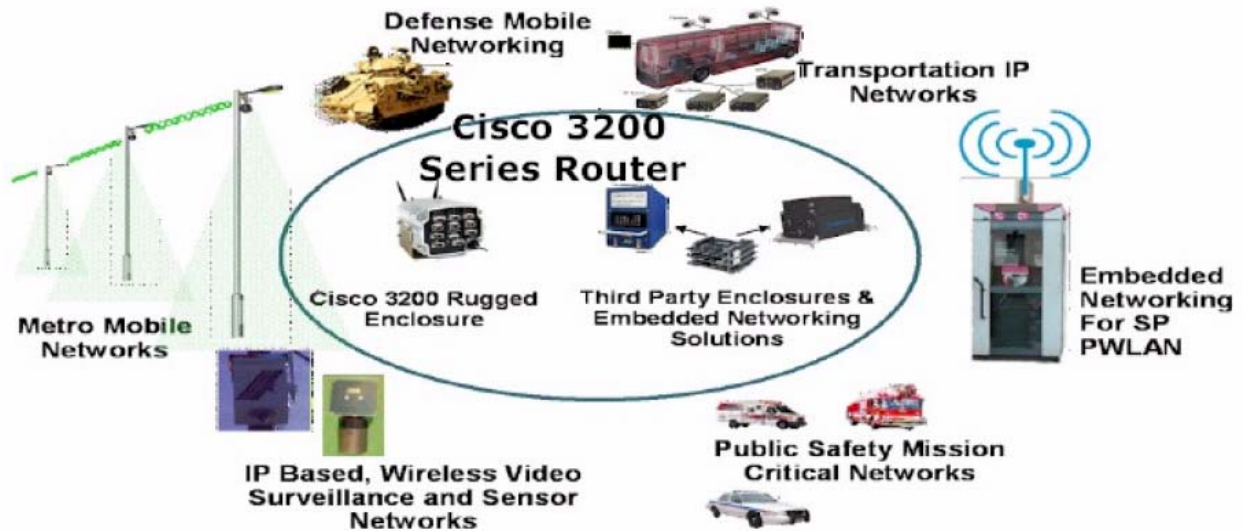 Defense Mobile
Networking
Transportation IP
Networks
Cisco 3200
Series Router
Cisco 3200 Rugged
Enclosure
Third Party Enclosures &
Embedded Networking
Solutions
Metro Mobile
Networks
Embedded
Networking
For SP
PWLAN
IP Based, Wireless Video
Surveillance and Sensor
Networks
Public Safety Mission
Critical Networks